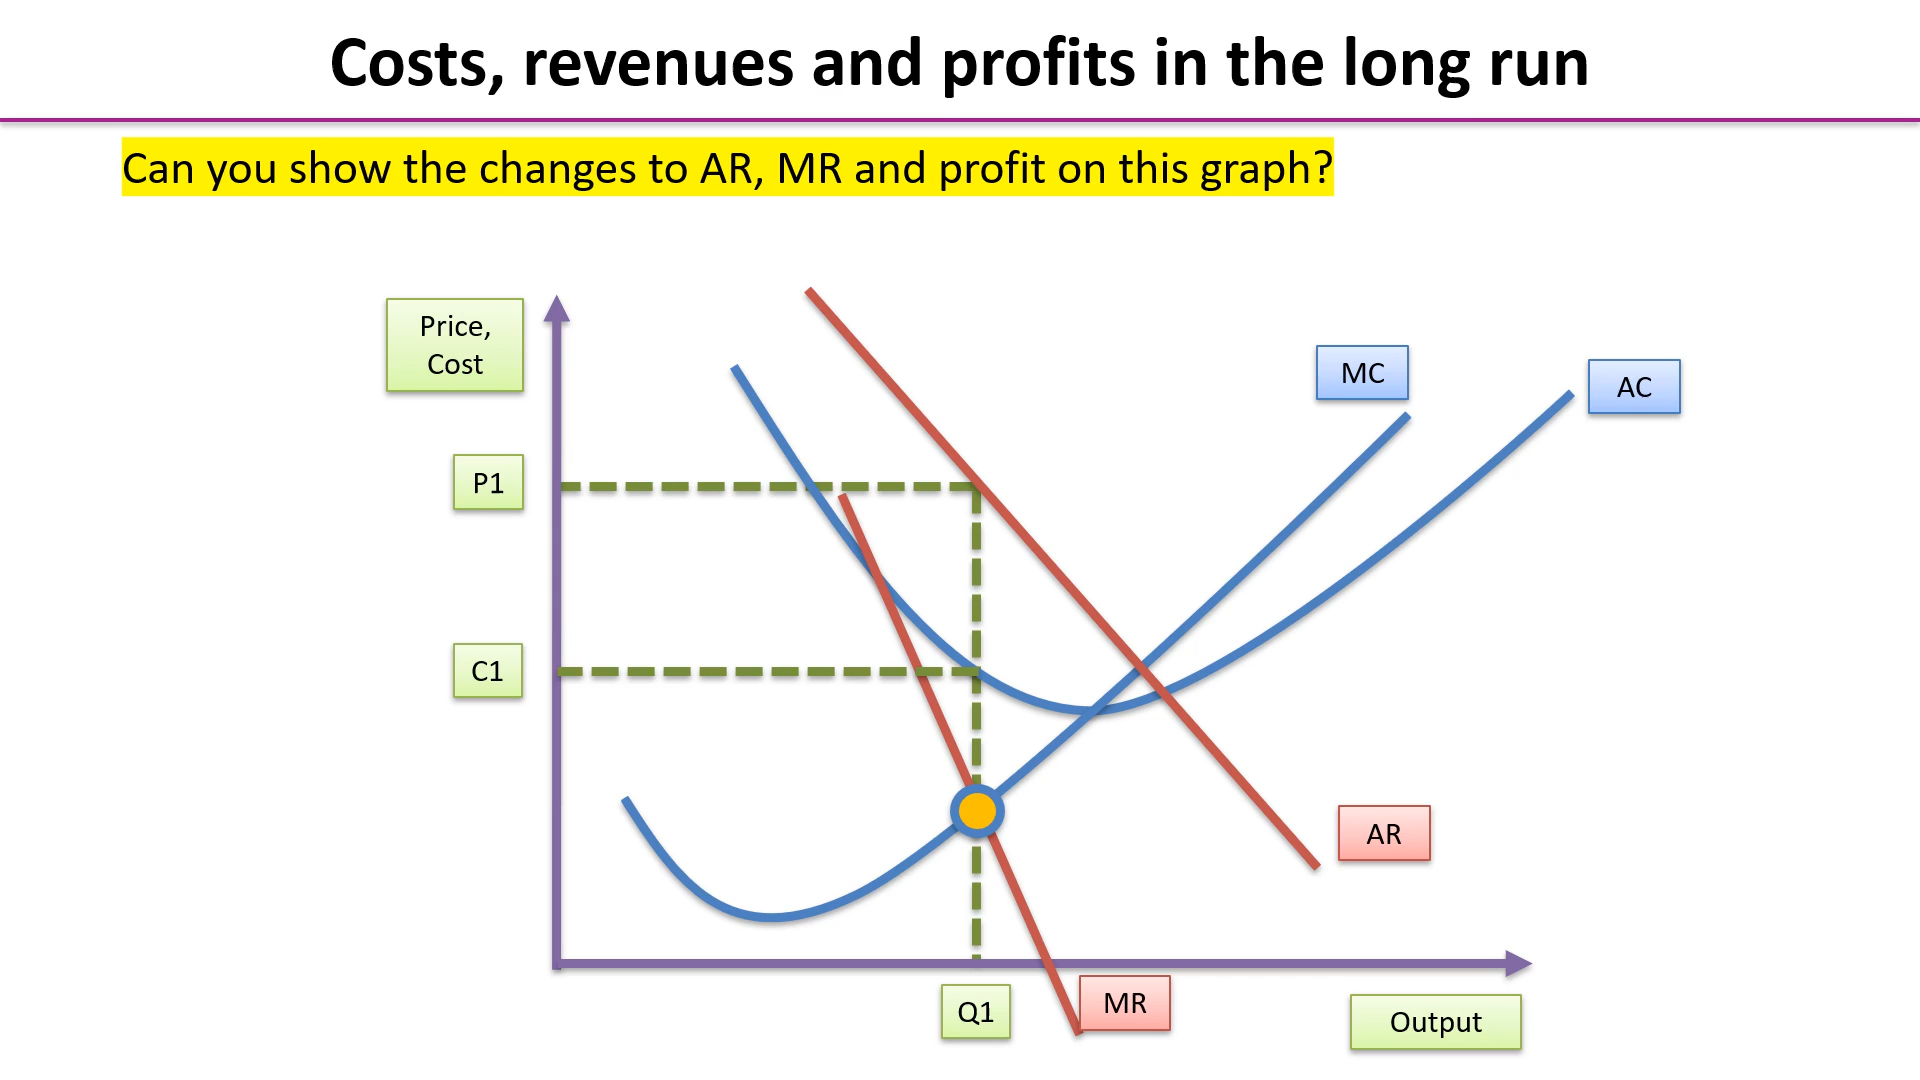 Costs, revenues and profits in the long run
Can you show the changes to AR, MR and profit on this graph?
Price,
Cost
MC
AC
P1
C1
AR
Q1
MR
Output